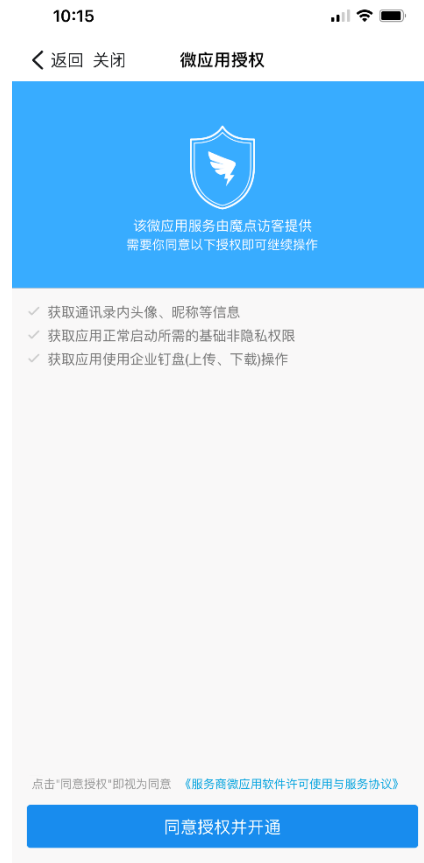 10:15
返回 关闭 微应用授权
该微应用服务由魔点访客提供
需要你同意以下授权即可继续操作
获取通讯录内头像、昵称等信息
获取应用正常启动所需的基础非隐私权限
获取应用使用企业钉盘(上传、下载)操作
点击"同意授权"即视为同意 《服务商微应用软件许可使用与服务协议》
同意授权并开通